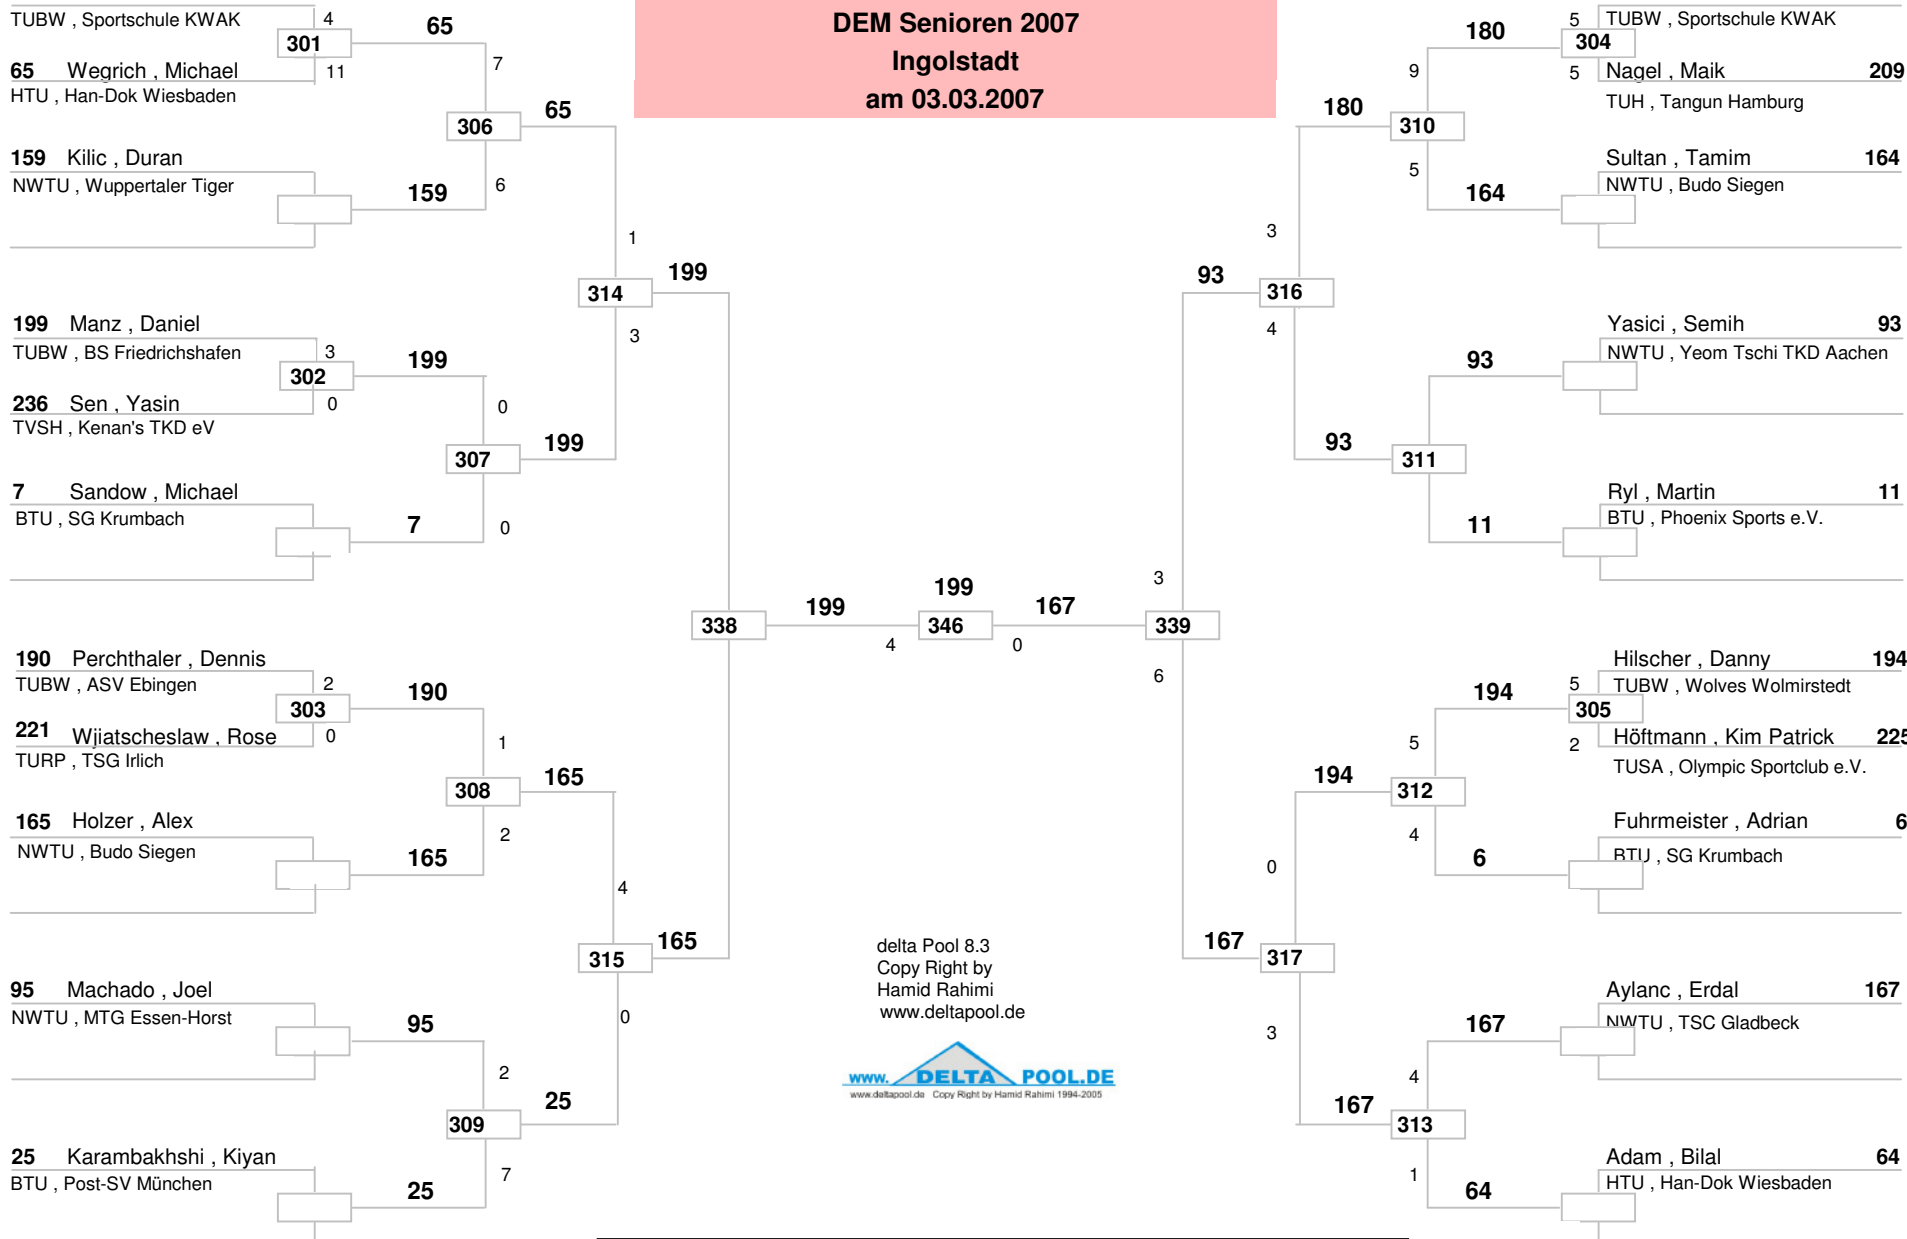 DEM Senioren 2007
Ingolstadt
am 03.03.2007
TUBW , Sportschule KWAK
4
301
65
65 Wegrich , Michael
11
HTU , Han-Dok Wiesbaden
7
306
65
159 Kilic , Duran
NWTU , Wuppertaler Tiger
159
6
1
314
199
3
199 Manz , Daniel
TUBW , BS Friedrichshafen
3
302
199
236 Sen , Yasin
0
TVSH , Kenan's TKD eV
0
307
199
7 Sandow , Michael
BTU , SG Krumbach
7
0
338
199
4
346
199
0
167
339
3
6
190 Perchthaler , Dennis
TUBW , ASV Ebingen
2
303
190
221 Wjiatscheslaw , Rose
0
TURP , TSG Irlich
1
308
165
165 Holzer , Alex
NWTU , Budo Siegen
165
2
4
315
165
0
95 Machado , Joel
NWTU , MTG Essen-Horst
95
2
309
25
25 Karambakhshi , Kiyan
BTU , Post-SV München
25
7
delta Pool 8.3
Copy Right by
Hamid Rahimi
www.deltapool.de
www. DELTA POOL.DE
www.deltapool.de Copy Right by Hamid Rahimi 1994-2005
180
5
TUBW , Sportschule KWAK
304
9
5
Nagel , Maik 209
TUH , Tangun Hamburg
180
310
5
Sultan , Tamim 164
NWTU , Budo Siegen
164
3
93
316
4
Yasici , Semih 93
NWTU , Yeom Tschi TKD Aachen
93
93
311
Ryl , Martin 11
BTU , Phoenix Sports e.V.
11
Hilscher , Danny 194
5
TUBW , Wolves Wolmirstedt
194
305
2
Höftmann , Kim Patrick 225
TUSA , Olympic Sportclub e.V.
5
194
312
4
Fuhrmeister , Adrian 6
BTU , SG Krumbach
6
0
167
317
3
Aylanc , Erdal 167
NWTU , TSC Gladbeck
167
4
167
313
1
Adam , Bilal 64
HTU , Han-Dok Wiesbaden
64